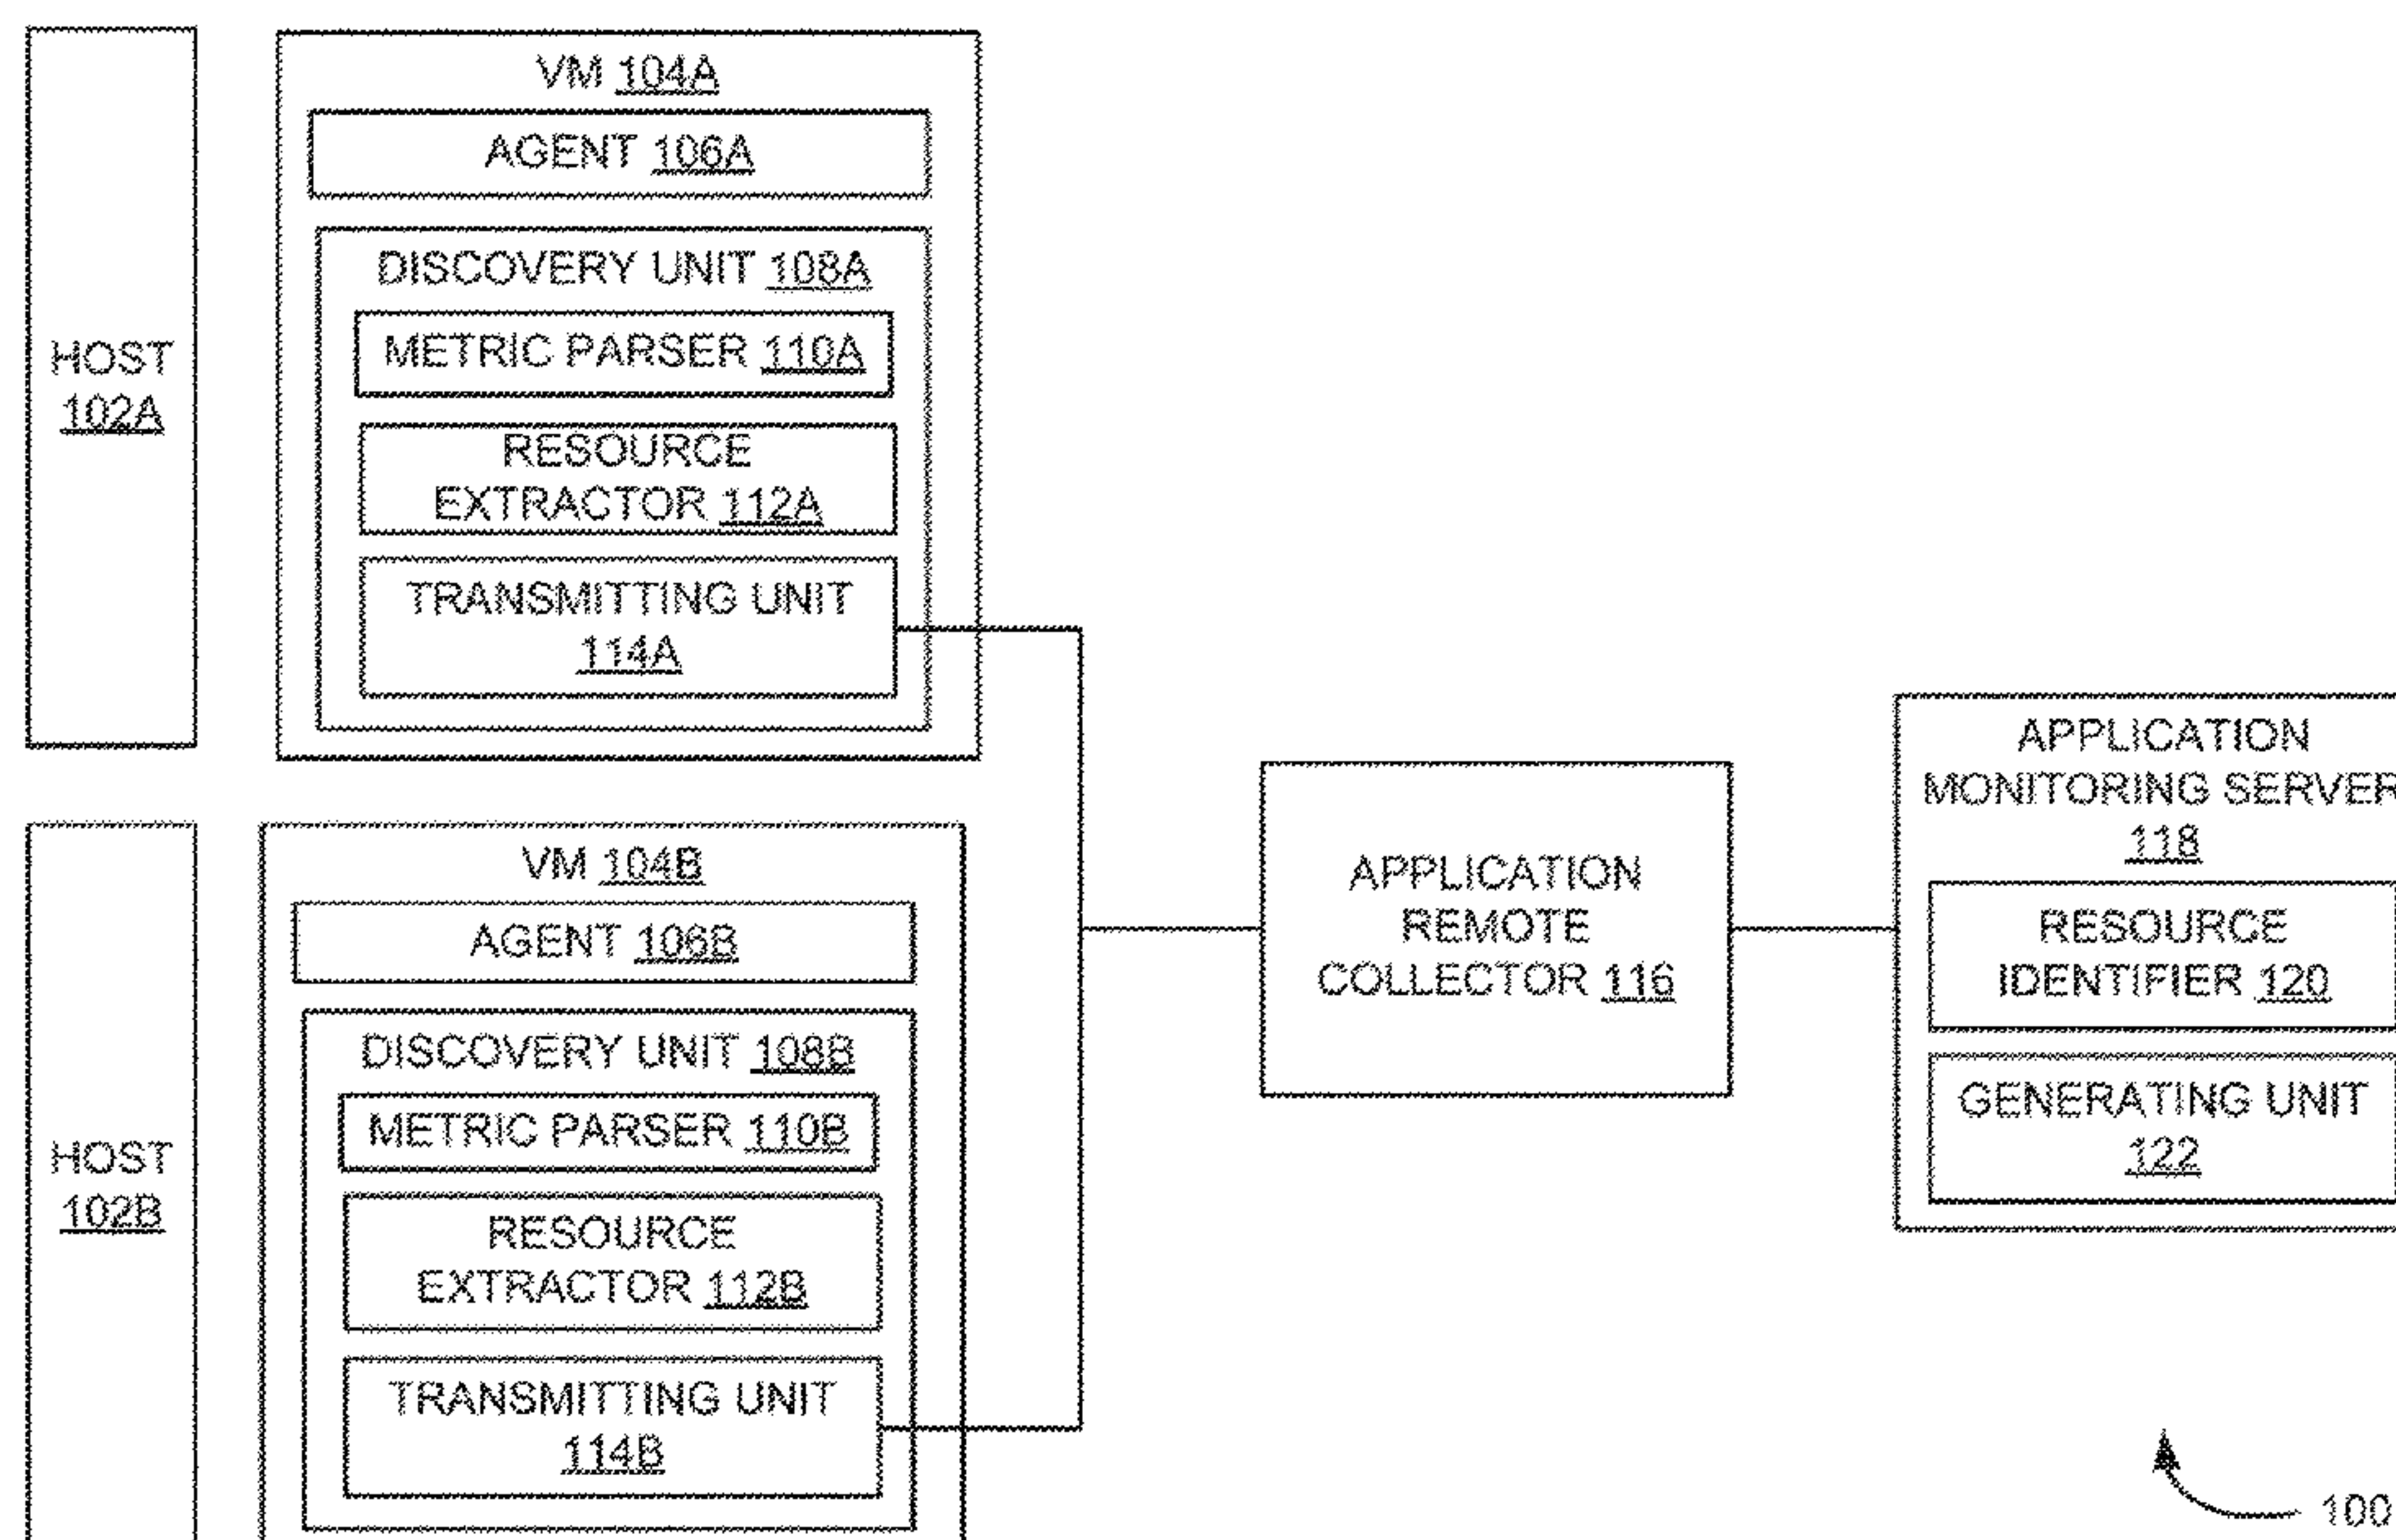 HOST
102A
VM 104A
AGENT 106A
DISCOVERY UNIT 108A
METRIC PARSER 110A
RESOURCE
EXTRACTOR 112A
TRANSMITTING UNIT
114A
HOST
102B
VM 104B
AGENT 106B
DISCOVERY UNIT 108B
METRIC PARSER 110B
RESOURCE
EXTRACTOR 112B
TRANSMITTING UNIT
114B
APPLICATION
REMOTE
COLLECTOR 116
APPLICATION
MONITORING SERVER
118
RESOURCE
IDENTIFIER 120
GENERATING UNIT
122
100